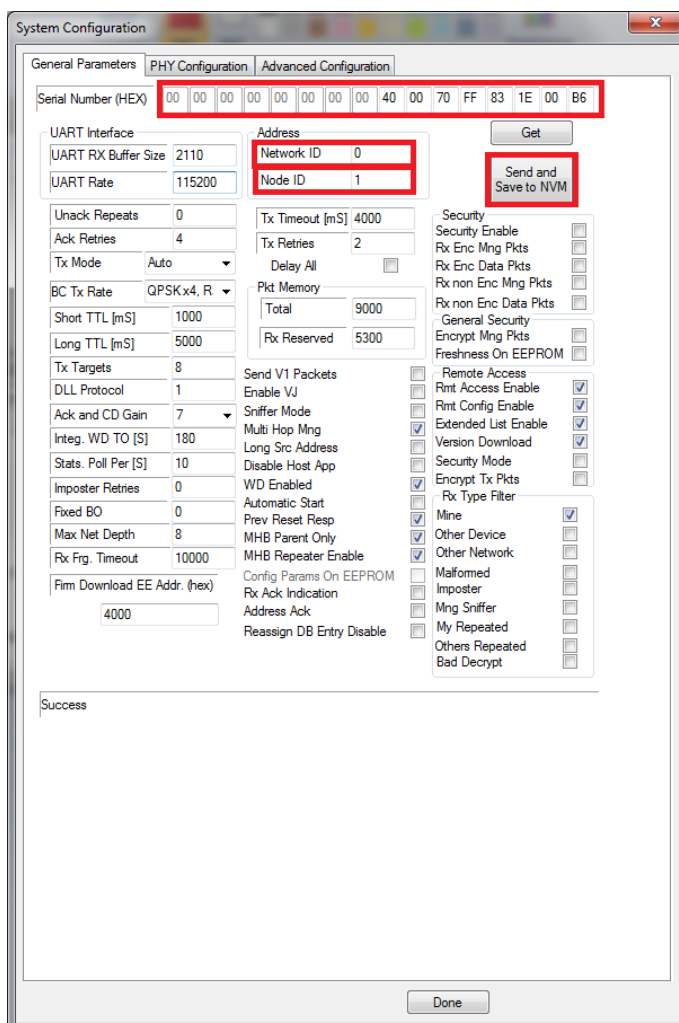 System Configuration
General Parameters PHY Configuration Advanced Configuration
Serial Number (HEX) 00 00 00 00 00 00 00 00 40 00 70 FF 83 1E 00 B6
UART Interface
UART RX Buffer Size 2110
UART Rate 115200
Address
Network ID 0
Node ID 1
Get
Send and
Save to NVM
Unack Repeats 0
Ack Retries 4
Tx Mode Auto
BC Tx Rate QPSKx4, R
Short TTL [mS] 1000
Long TTL [mS] 5000
Tx Targets 8
DLL Protocol 1
Ack and CD Gain 7
Integ. WD TO [S] 180
Stats. Poll Per [S] 10
Imposter Retries 0
Fixed BO 0
Max Net Depth 8
Rx Frg. Timeout 10000
Firm Download EE Addr. (hex)
4000
Tx Timeout [mS] 4000
Tx Retries 2
Delay All
Pkt Memory
Total 9000
Rx Reserved 5300
Send V1 Packets
Enable VJ
Sniffer Mode
Multi Hop Mng
Long Src Address
Disable Host App
WD Enabled
Automatic Start
Prev Reset Resp
MHB Parent Only
MHB Repeater Enable
Config Params On EEPROM
Rx Ack Indication
Address Ack
Reassign DB Entry Disable
Security
Security Enable
Rx Enc Mng Pkts
Rx Enc Data Pkts
Rx non Enc Mng Pkts
Rx non Enc Data Pkts
General Security
Encrypt Mng Pkts
Freshness On EEPROM
Remote Access
Rmt Access Enable
Rmt Config Enable
Extended List Enable
Version Download
Security Mode
Encrypt Tx Pkts
Rx Type Filter
Mine
Other Device
Other Network
Malformed
Imposter
Mng Sniffer
My Repeated
Others Repeated
Bad Decrypt
Success
Done